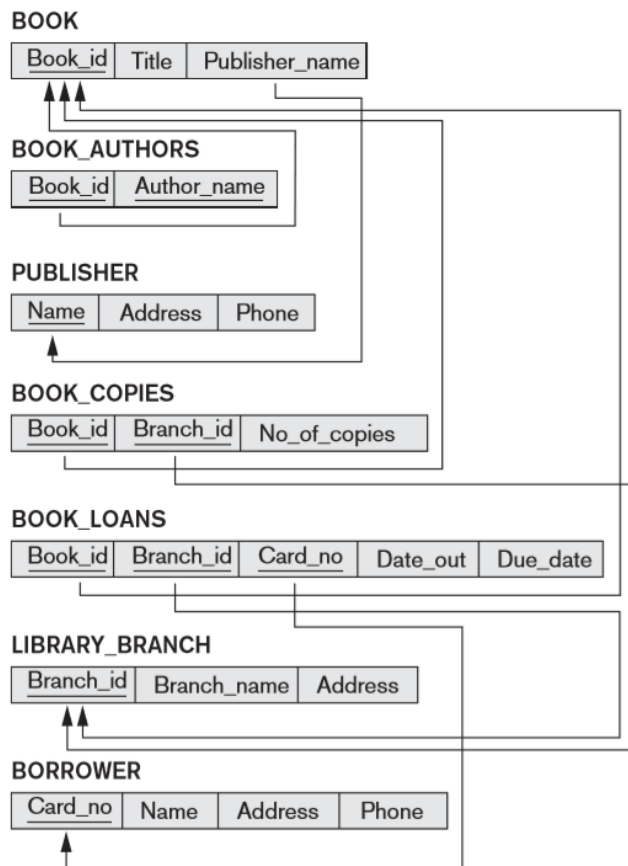 BOOK
Book_id Title Publisher_name
BOOK_AUTHORS
Book_id Author_name
PUBLISHER
Name Address Phone
BOOK_COPIES
Book_id Branch_id No_of_copies
BOOK_LOANS
Book_id Branch_id Card_no Date_out Due_date
LIBRARY_BRANCH
Branch_id Branch_name Address
BORROWER
Card_no Name Address Phone